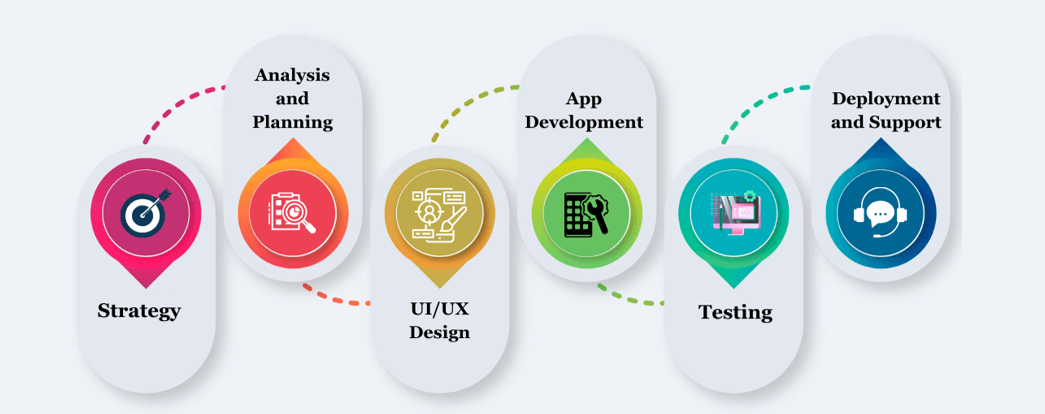 Strategy
Analysis
and
Planning
UI/UX
Design
App
Development
Testing
Deployment
and Support